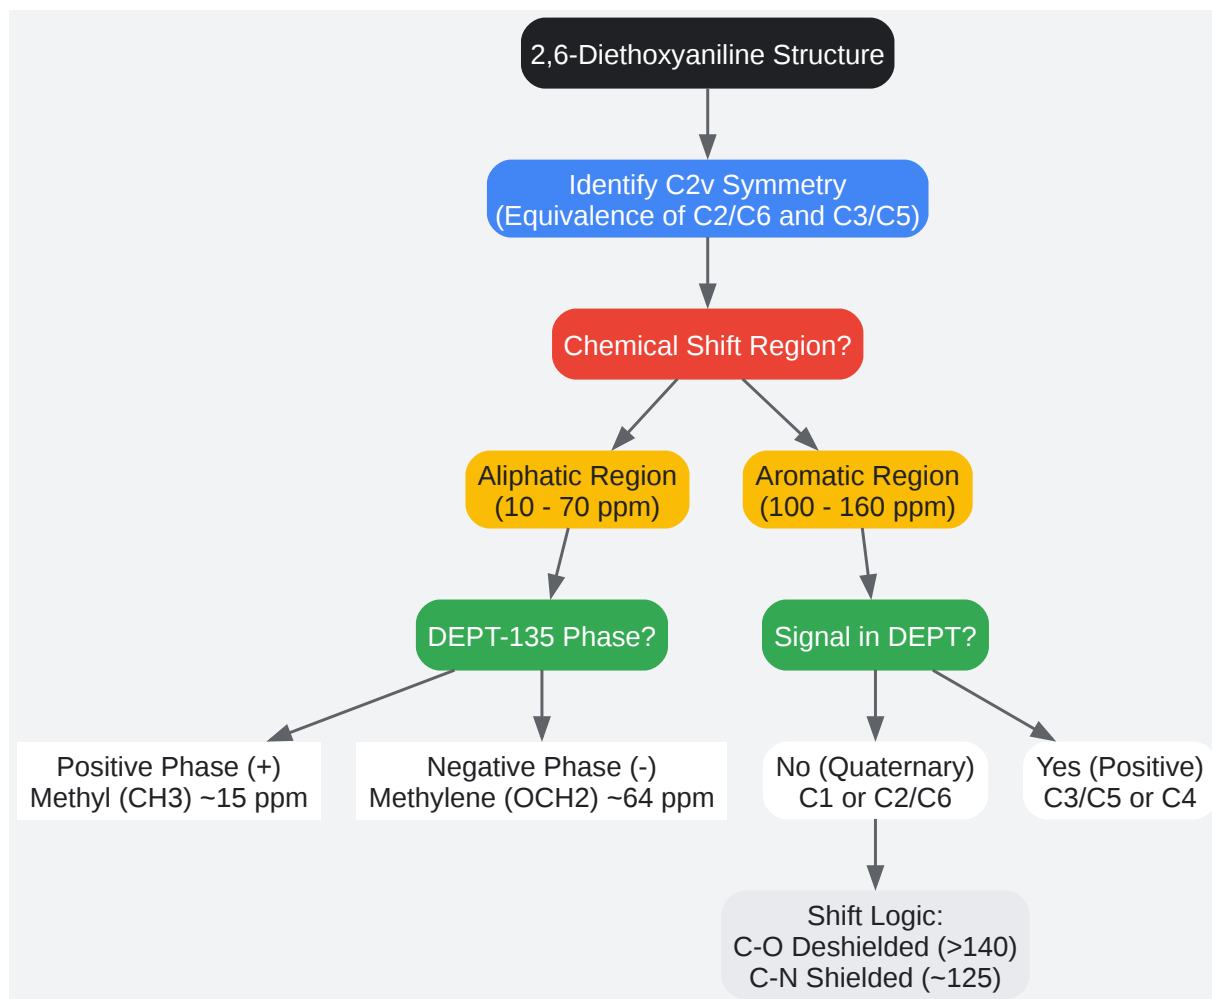 2,6-Diethoxyaniline Structure
Identify C2v Symmetry
(Equivalence of C2/C6 and C3/C5)
Chemical Shift Region?
Aliphatic Region
(10 - 70 ppm)
Aromatic Region
(100 - 160 ppm)
DEPT-135 Phase?
Signal in DEPT?
Positive Phase (+)
Methyl (CH3) ~15 ppm
Negative Phase (-)
Methylene (OCH2) ~64 ppm
No (Quaternary)
C1 or C2/C6
Yes (Positive)
C3/C5 or C4
Shift Logic:
C-O Deshielded (>140)
C-N Shielded (~125)